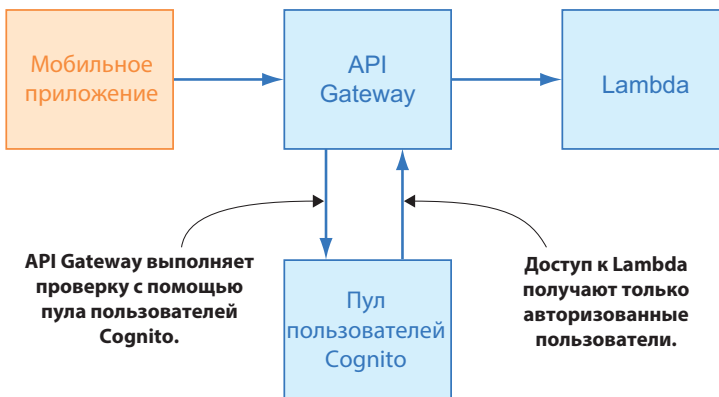 Мобильное
приложение
API
Gateway
Lambda
API Gateway выполняет
проверку с помощью
пула пользователей
Cognito.
Пул
пользователей
Cognito
Доступ к Lambda
получают только
авторизованные
пользователи.